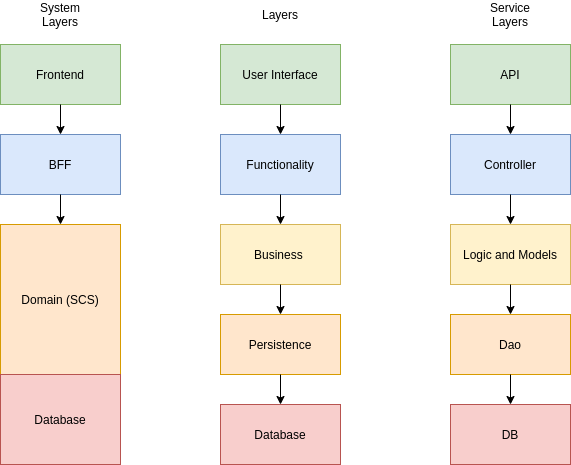 System
Layers
Frontend
BFF
Domain (SCS)
Database
Layers
User Interface
Functionality
Business
Persistence
Database
Service
Layers
API
Controller
Logic and Models
Dao
DB